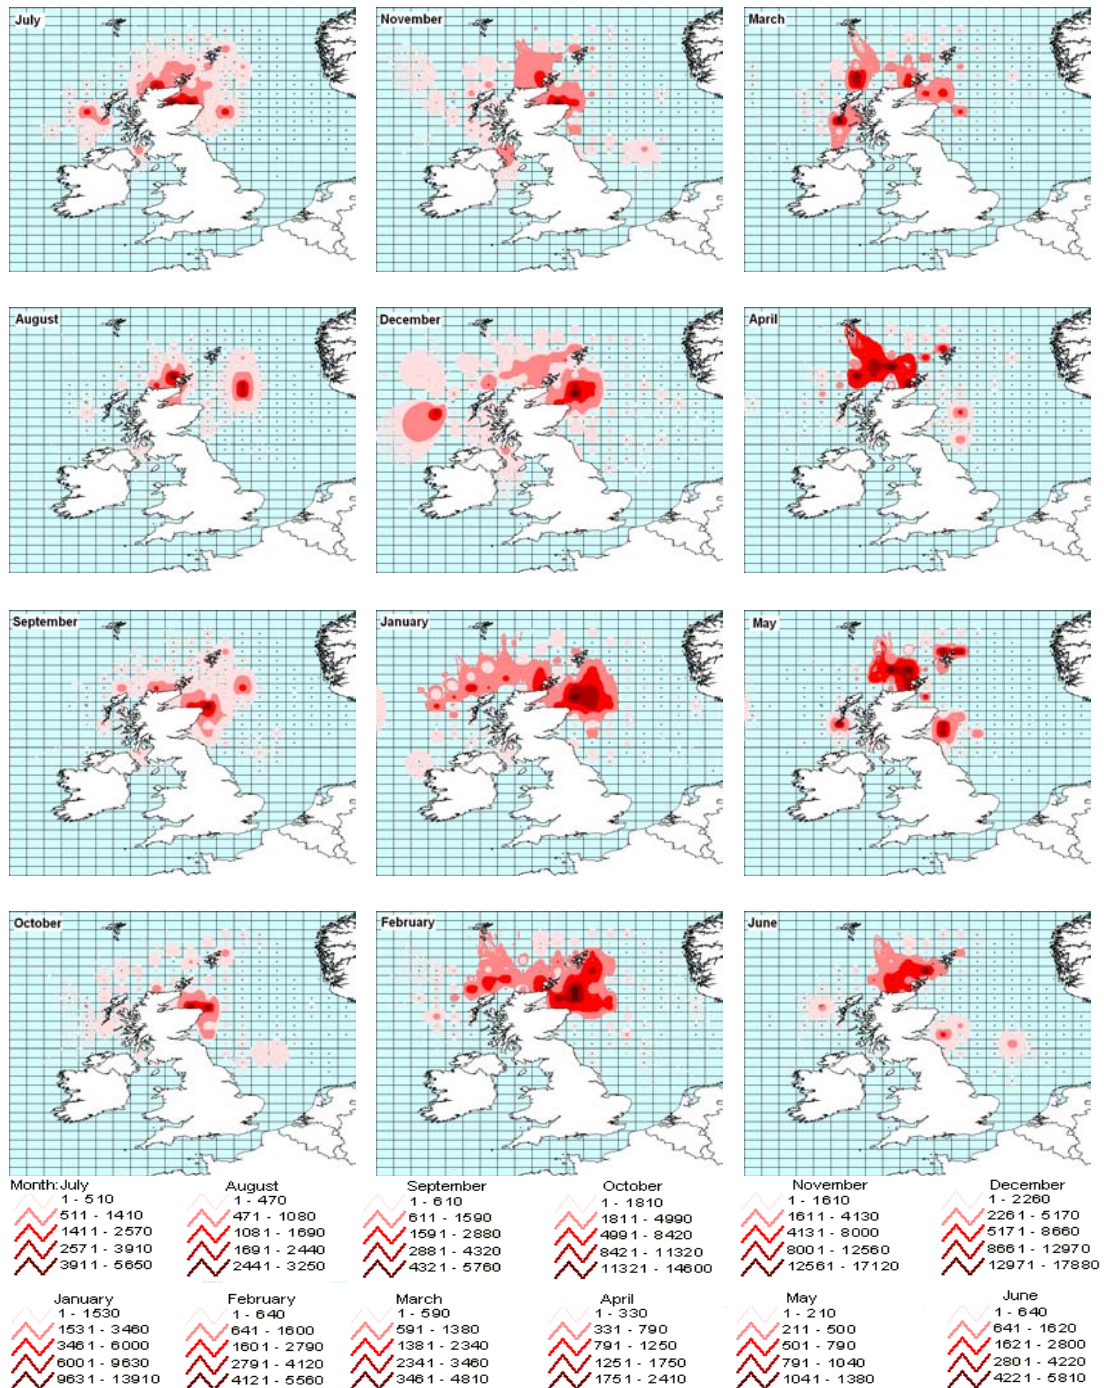 July
November
March
August
December
April
September
January
May
October
February
June
Month:July
1 - 510
511 - 1410
1411 - 2570
2571 - 3910
3911 - 5650
August
1 - 470
471 - 1080
1081 - 1690
1691 - 2440
2441 - 3250
September
1 - 610
611 - 1590
1591 - 2880
2881 - 4320
4321 - 5760
October
1 - 1810
1811 - 4990
4991 - 8420
8421 - 11320
11321 - 14600
November
1 - 1610
1611 - 4130
4131 - 8000
8001 - 12560
12561 - 17120
December
1 - 2260
2261 - 5170
5171 - 8660
8661 - 12970
12971 - 17880
January
1 - 1530
1531 - 3460
3461 - 6000
6001 - 9630
9631 - 13910
February
1 - 640
641 - 1600
1601 - 2790
2791 - 4120
4121 - 5560
March
1 - 590
591 - 1380
1381 - 2340
2341 - 3460
3461 - 4810
April
1 - 330
331 - 790
791 - 1250
1251 - 1750
1751 - 2410
May
1 - 210
211 - 500
501 - 790
791 - 1040
1041 - 1380
June
1 - 640
641 - 1620
1621 - 2800
2801 - 4220
4221 - 5810